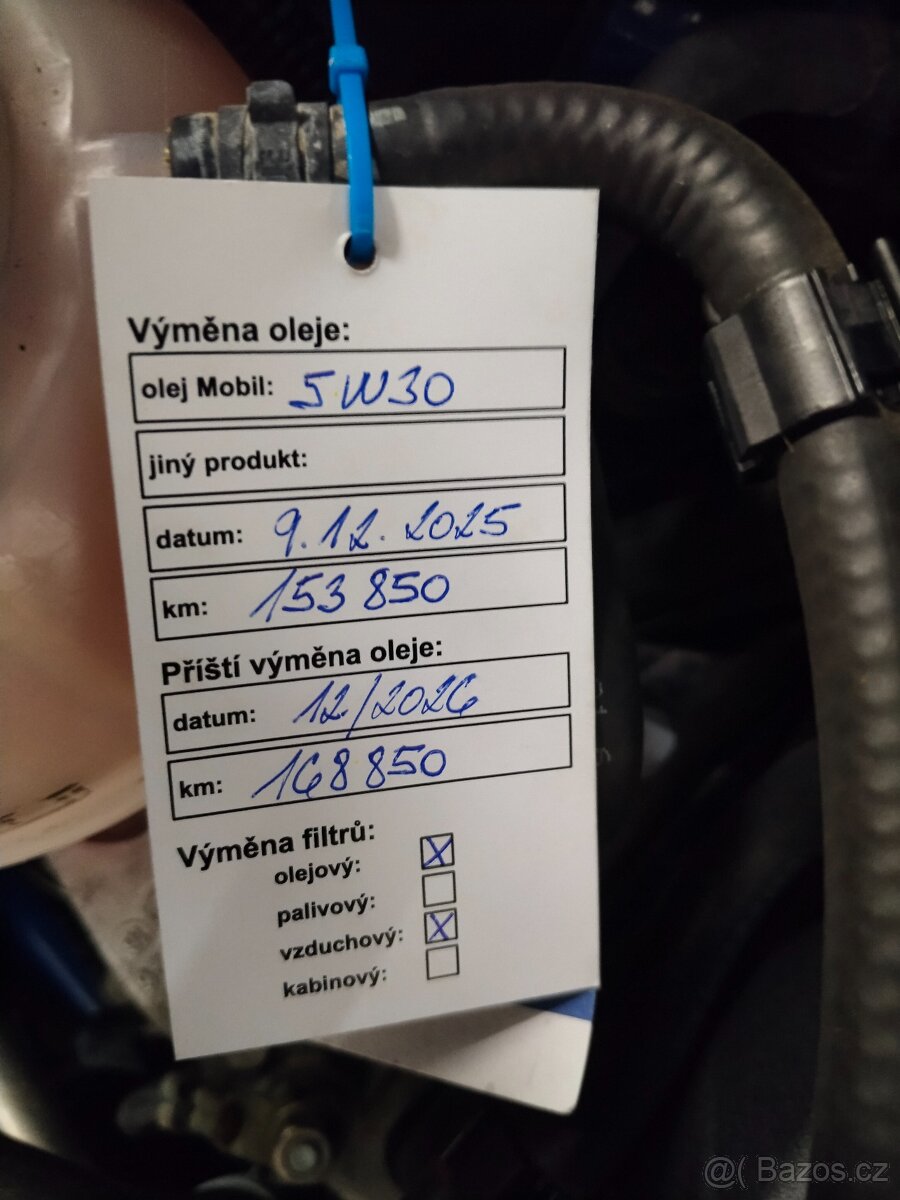 Výměna oleje:
olej Mobil: 5W30
jiný produkt:
datum: 9.12.2025
km: 153 850
Příští výměna oleje:
datum: 12/2026
km: 168 850
Výměna filtrů:
olejový: X
palivový:
vzduchový: X
kabinový:
@( Bazos.cz